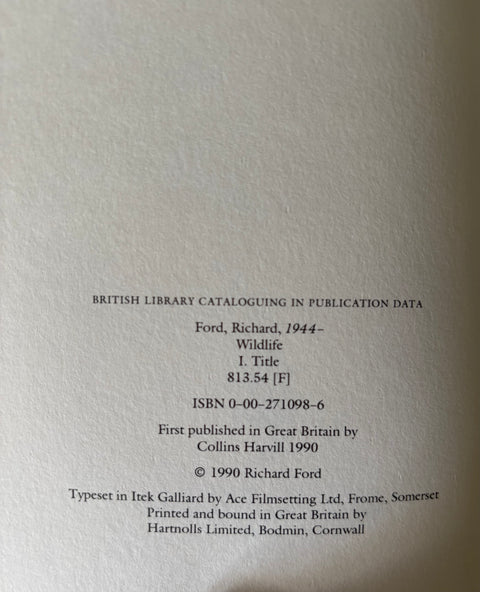 BRITISH LIBRARY CATALOGUING IN PUBLICATION DATA
Ford, Richard, 1944–
Wildlife
I. Title
813.54 [F]
ISBN 0–00–271098–6
First published in Great Britain by
Collins Harvill 1990
© 1990 Richard Ford
Typeset in Itek Galliard by Ace Filmsetting Ltd, Frome, Somerset
Printed and bound in Great Britain by
Hartnolls Limited, Bodmin, Cornwall